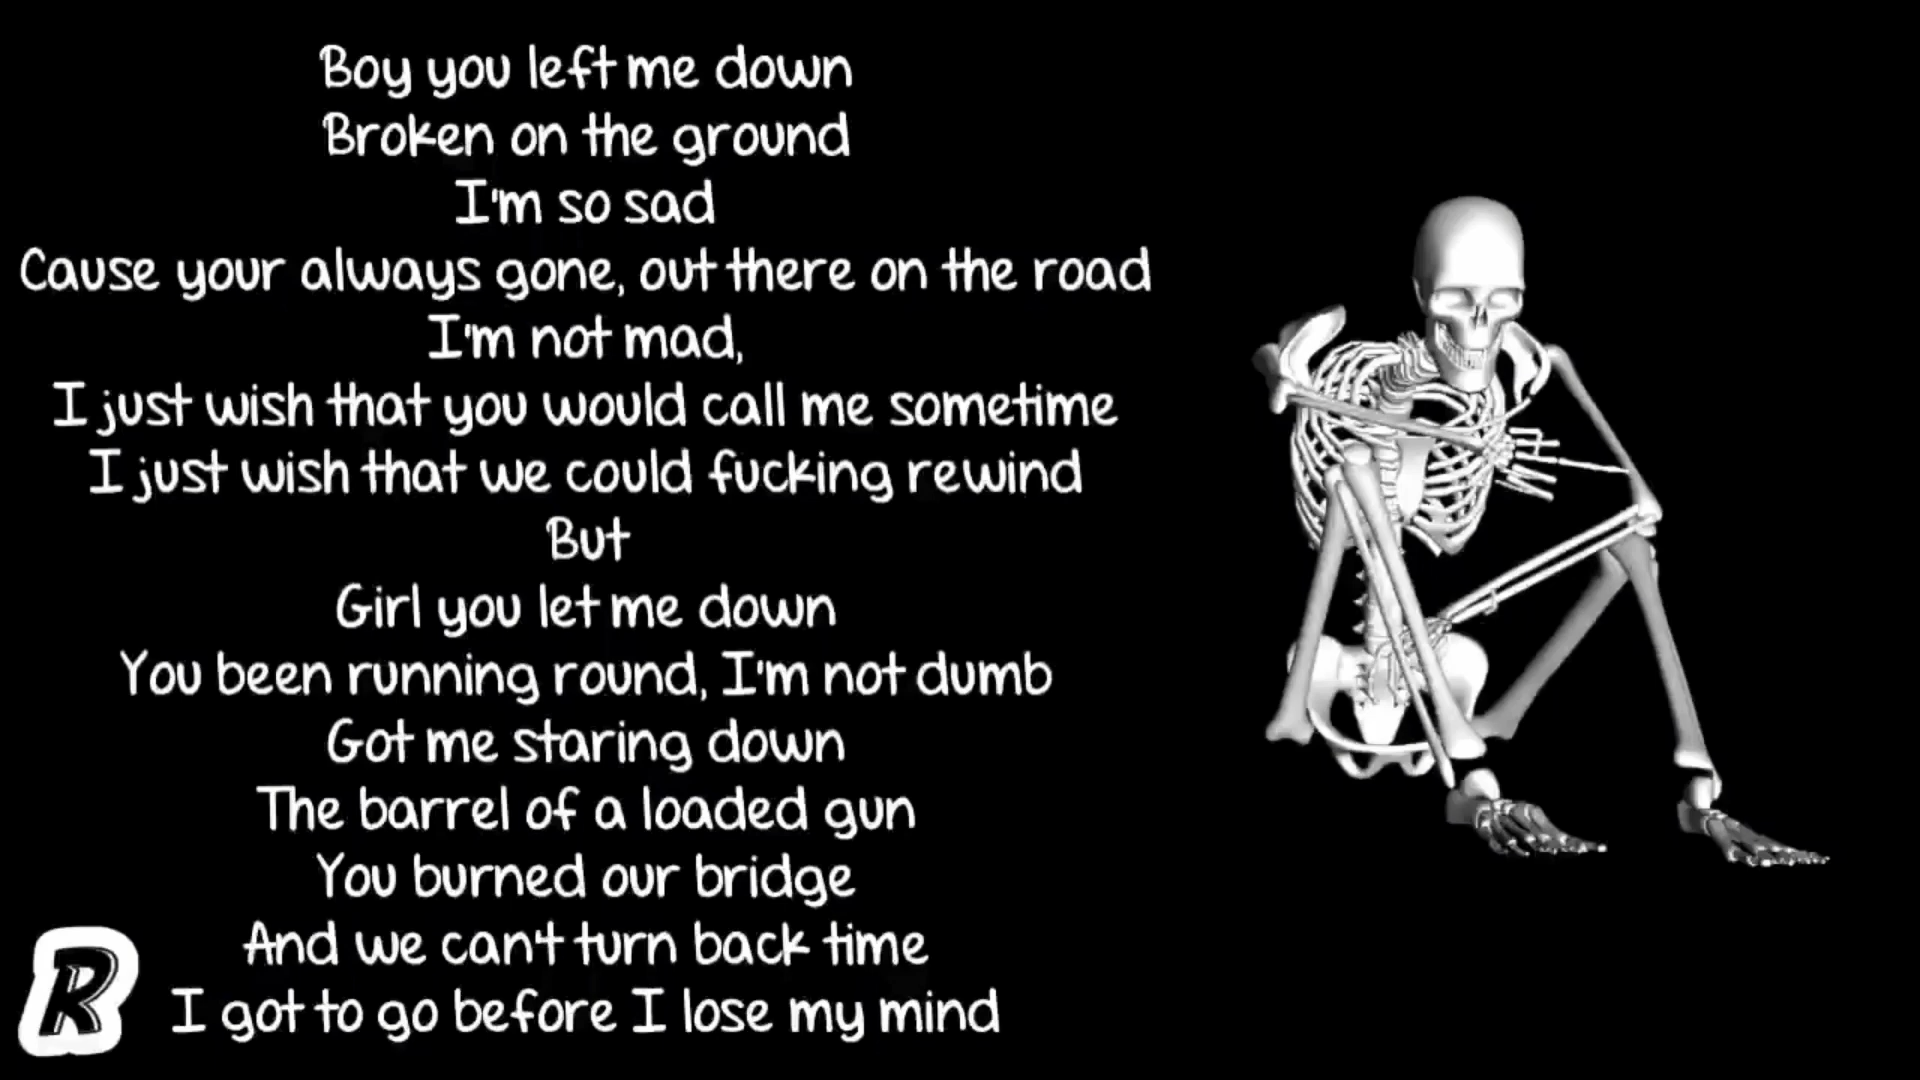 Boy you left me down
Broken on the ground
I'm so sad
Cause your always gone, out there on the road
I'm not mad,
I just wish that you would call me sometime
I just wish that we could fucking rewind
But
Girl you let me down
You been running round, I'm not dumb
Got me staring down
The barrel of a loaded gun
You burned our bridge
And we can't turn back time
I got to go before I lose my mind
R